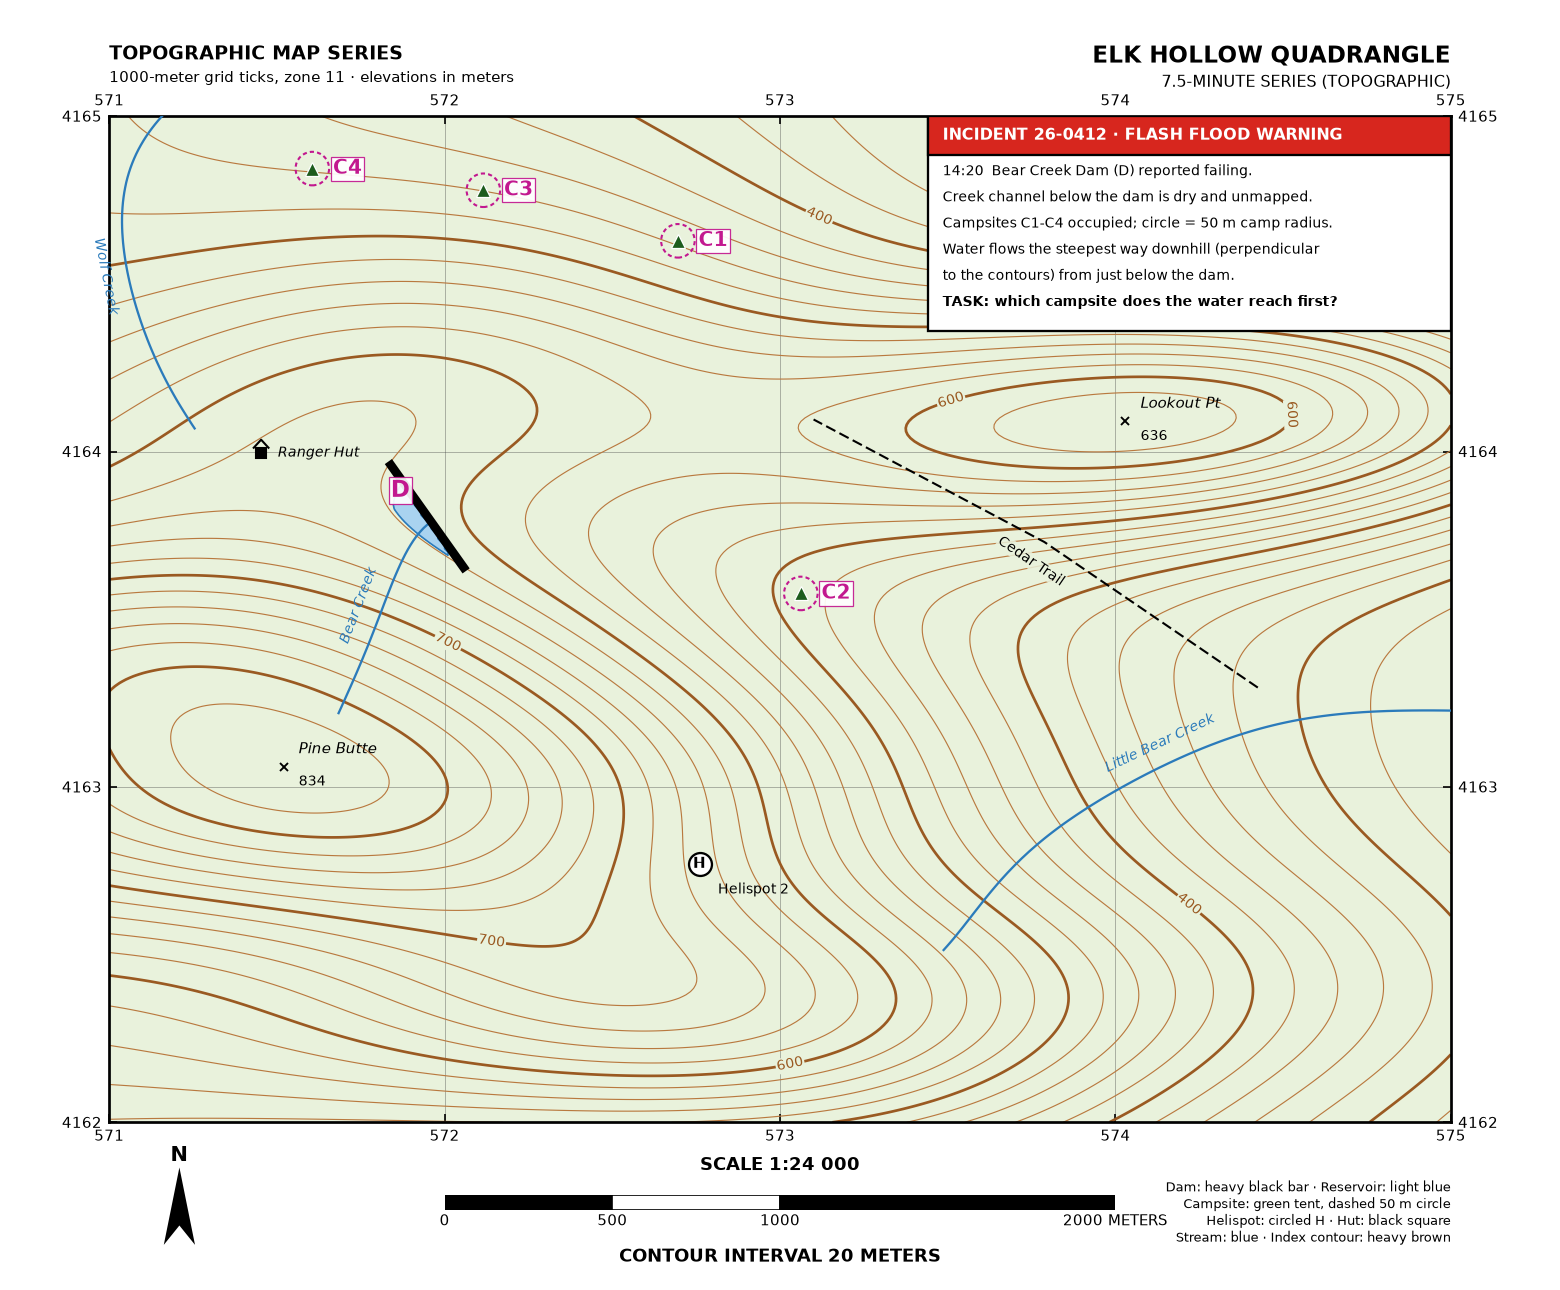 TOPOGRAPHIC MAP SERIES
1000-meter grid ticks, zone 11 · elevations in meters
ELK HOLLOW QUADRANGLE
7.5-MINUTE SERIES (TOPOGRAPHIC)
571 572 573 574 575
4165 4165
INCIDENT 26-0412 · FLASH FLOOD WARNING
14:20 Bear Creek Dam (D) reported failing.
Creek channel below the dam is dry and unmapped.
Campsites C1-C4 occupied; circle = 50 m camp radius.
Water flows the steepest way downhill (perpendicular
to the contours) from just below the dam.
TASK: which campsite does the water reach first?
C4
C3
400
C1
Wolf Creek
600
Lookout Pt
600
636
4164 4164
Ranger Hut
D
Cedar Trail
C2
Bear Creek
700
Little Bear Creek
Pine Butte
834
4163 4163
H
Helispot 2
400
700
600
4162 4162
571 572 573 574 575
N
SCALE 1:24 000
0 500 1000 2000 METERS
CONTOUR INTERVAL 20 METERS
Dam: heavy black bar · Reservoir: light blue
Campsite: green tent, dashed 50 m circle
Helispot: circled H · Hut: black square
Stream: blue · Index contour: heavy brown